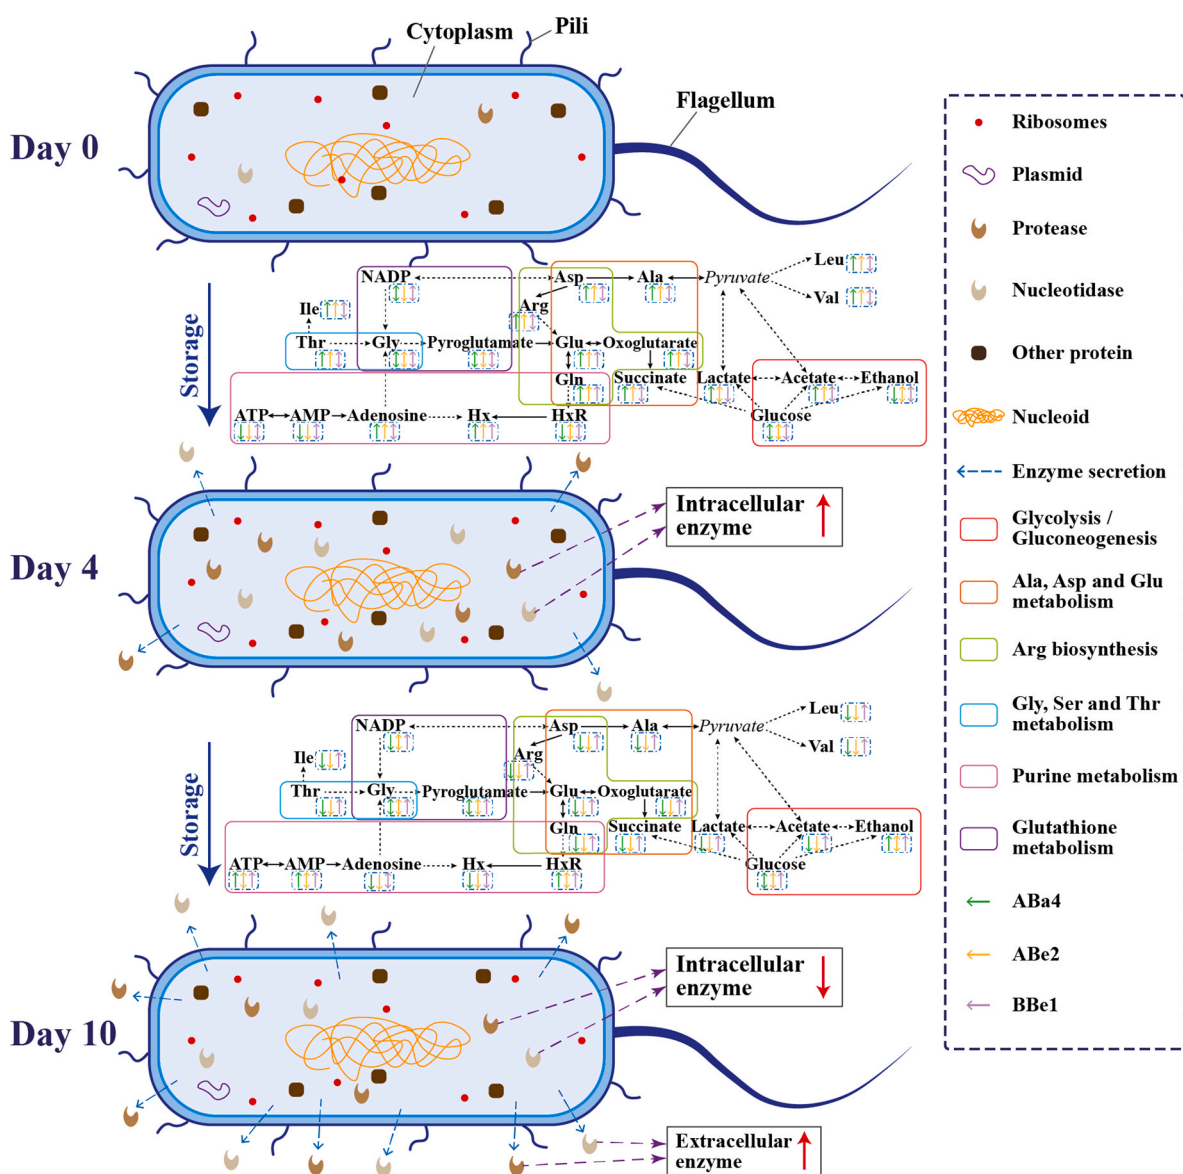 Cytoplasm
Pili
Flagellum
Day 0
Ribosomes
Plasmid
Protease
Nucleotidase
Other protein
Nucleoid
Enzyme secretion
Glycolysis /
Gluconeogenesis
Ala, Asp and Glu
metabolism
Arg biosynthesis
Gly, Ser and Thr
metabolism
Purine metabolism
Glutathione
metabolism
ABa4
ABe2
BBe1
Storage
NADP Asp Ala Pyruvate Leu
Ile Arg Val
Thr Gly Pyroglutamate Glu Oxoglutarate
Gln Succinate Lactate Acetate Ethanol
ATP AMP Adenosine Hx HxR Glucose
Day 4
Intracellular
enzyme
Storage
NADP Asp Ala Pyruvate Leu
Ile Arg Val
Thr Gly Pyroglutamate Glu Oxoglutarate
Gln Succinate Lactate Acetate Ethanol
ATP AMP Adenosine Hx HxR Glucose
Day 10
Intracellular
enzyme
Extracellular
enzyme